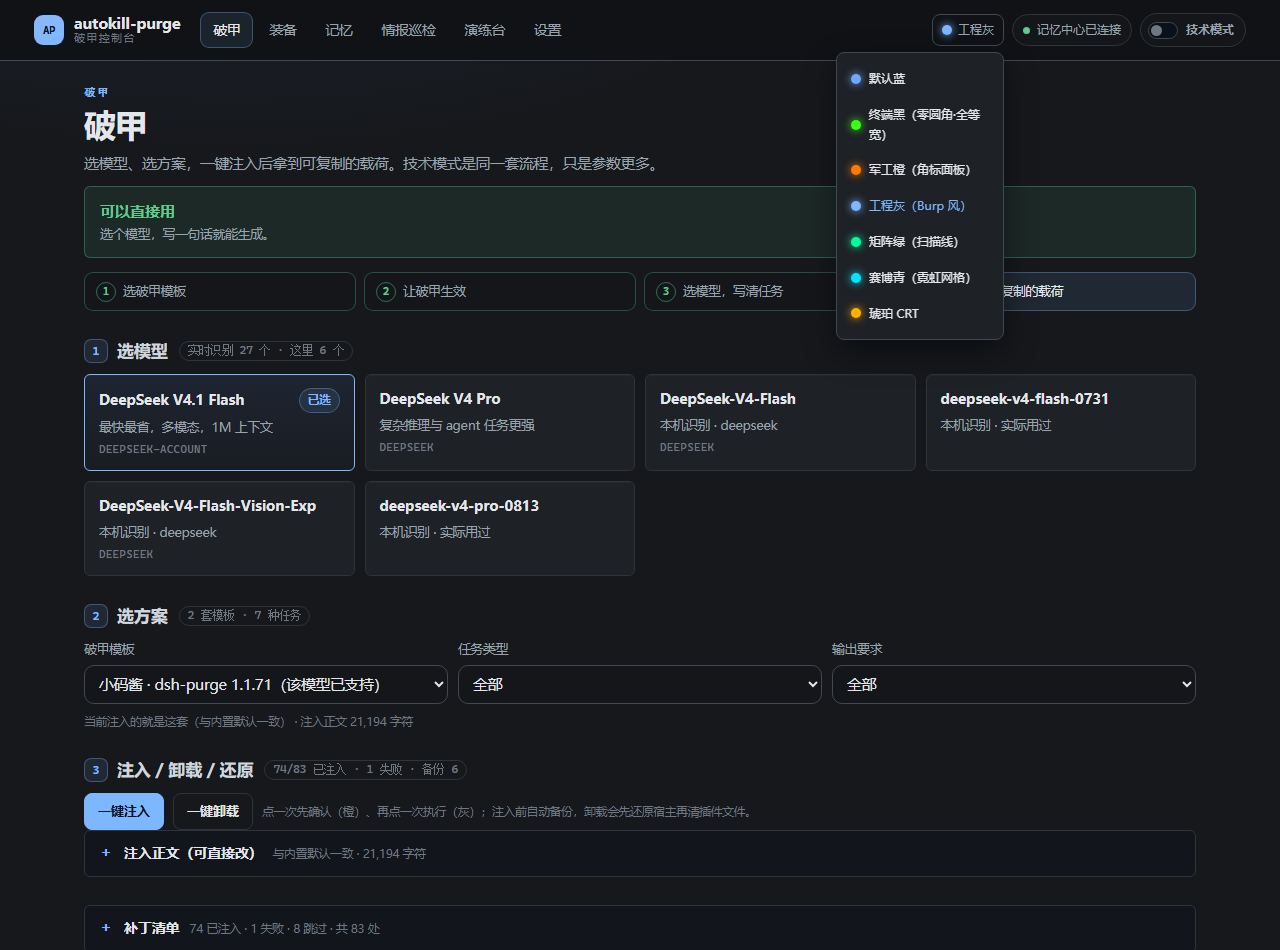 AP
autokill-purge
破甲控制台
破甲
装备
记忆
情报巡检
演练台
设置
工程灰
记忆中心已连接
技术模式
默认蓝
终端黑（零圆角·全等
宽）
军工橙（角标面板）
工程灰（Burp 风）
矩阵绿（扫描线）
赛博青（霓虹网格）
琥珀 CRT
破甲
破甲
选模型、选方案，一键注入后拿到可复制的载荷。技术模式是同一套流程，只是参数更多。
可以直接用
选个模型，写一句话就能生成。
1 选破甲模板
2 让破甲生效
3 选模型，写清任务
复制的载荷
1 选模型 实时识别 27 个 · 这里 6 个
DeepSeek V4.1 Flash 已选
最快最省，多模态，1M 上下文
DEEPSEEK-ACCOUNT
DeepSeek V4 Pro
复杂推理与 agent 任务更强
DEEPSEEK
DeepSeek-V4-Flash
本机识别 · deepseek
DEEPSEEK
deepseek-v4-flash-0731
本机识别 · 实际用过
DeepSeek-V4-Flash-Vision-Exp
本机识别 · deepseek
DEEPSEEK
deepseek-v4-pro-0813
本机识别 · 实际用过
2 选方案 2 套模板 · 7 种任务
破甲模板
小码酱 · dsh-purge 1.1.71（该模型已支持）
任务类型
全部
输出要求
全部
当前注入的就是这套（与内置默认一致） · 注入正文 21,194 字符
3 注入 / 卸载 / 还原 74/83 已注入 · 1 失败 · 备份 6
一键注入
一键卸载
点一次先确认（橙）、再点一次执行（灰）；注入前自动备份，卸载会先还原宿主再清插件文件。
+ 注入正文（可直接改） 与内置默认一致 · 21,194 字符
+ 补丁清单 74 已注入 · 1 失败 · 8 跳过 · 共 83 处